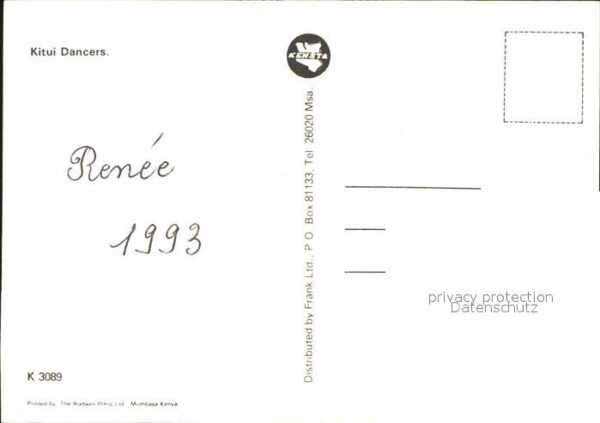 Kitui Dancers.
Renée
1993
K 3089
Printed by The Rodwell Press Ltd. Mombasa Kenya
KENSTA
Distributed by Frank Ltd., P O Box 81133, Tel 26020 Msa.
privacy protection
Datenschutz